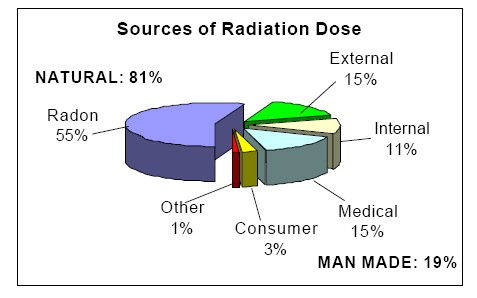 Sources of Radiation Dose
NATURAL: 81%
External
15%
Radon
55%
Internal
11%
Other
1%
Consumer
3%
Medical
15%
MAN MADE: 19%